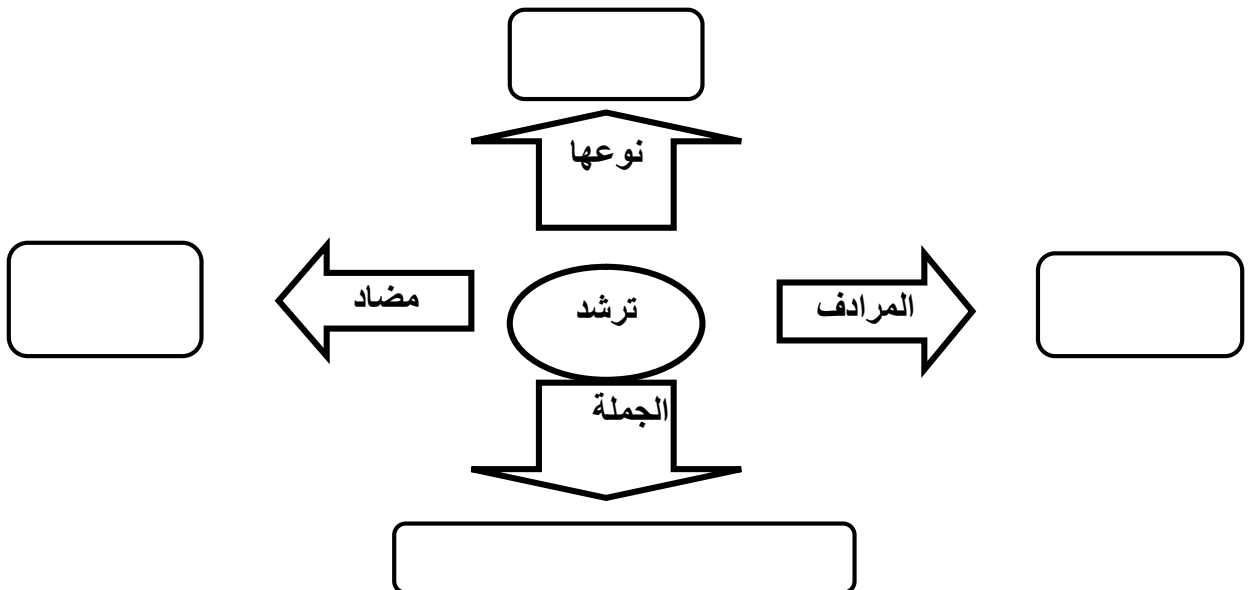 نوعها
المرادف
ترشد
مضاد
الجملة